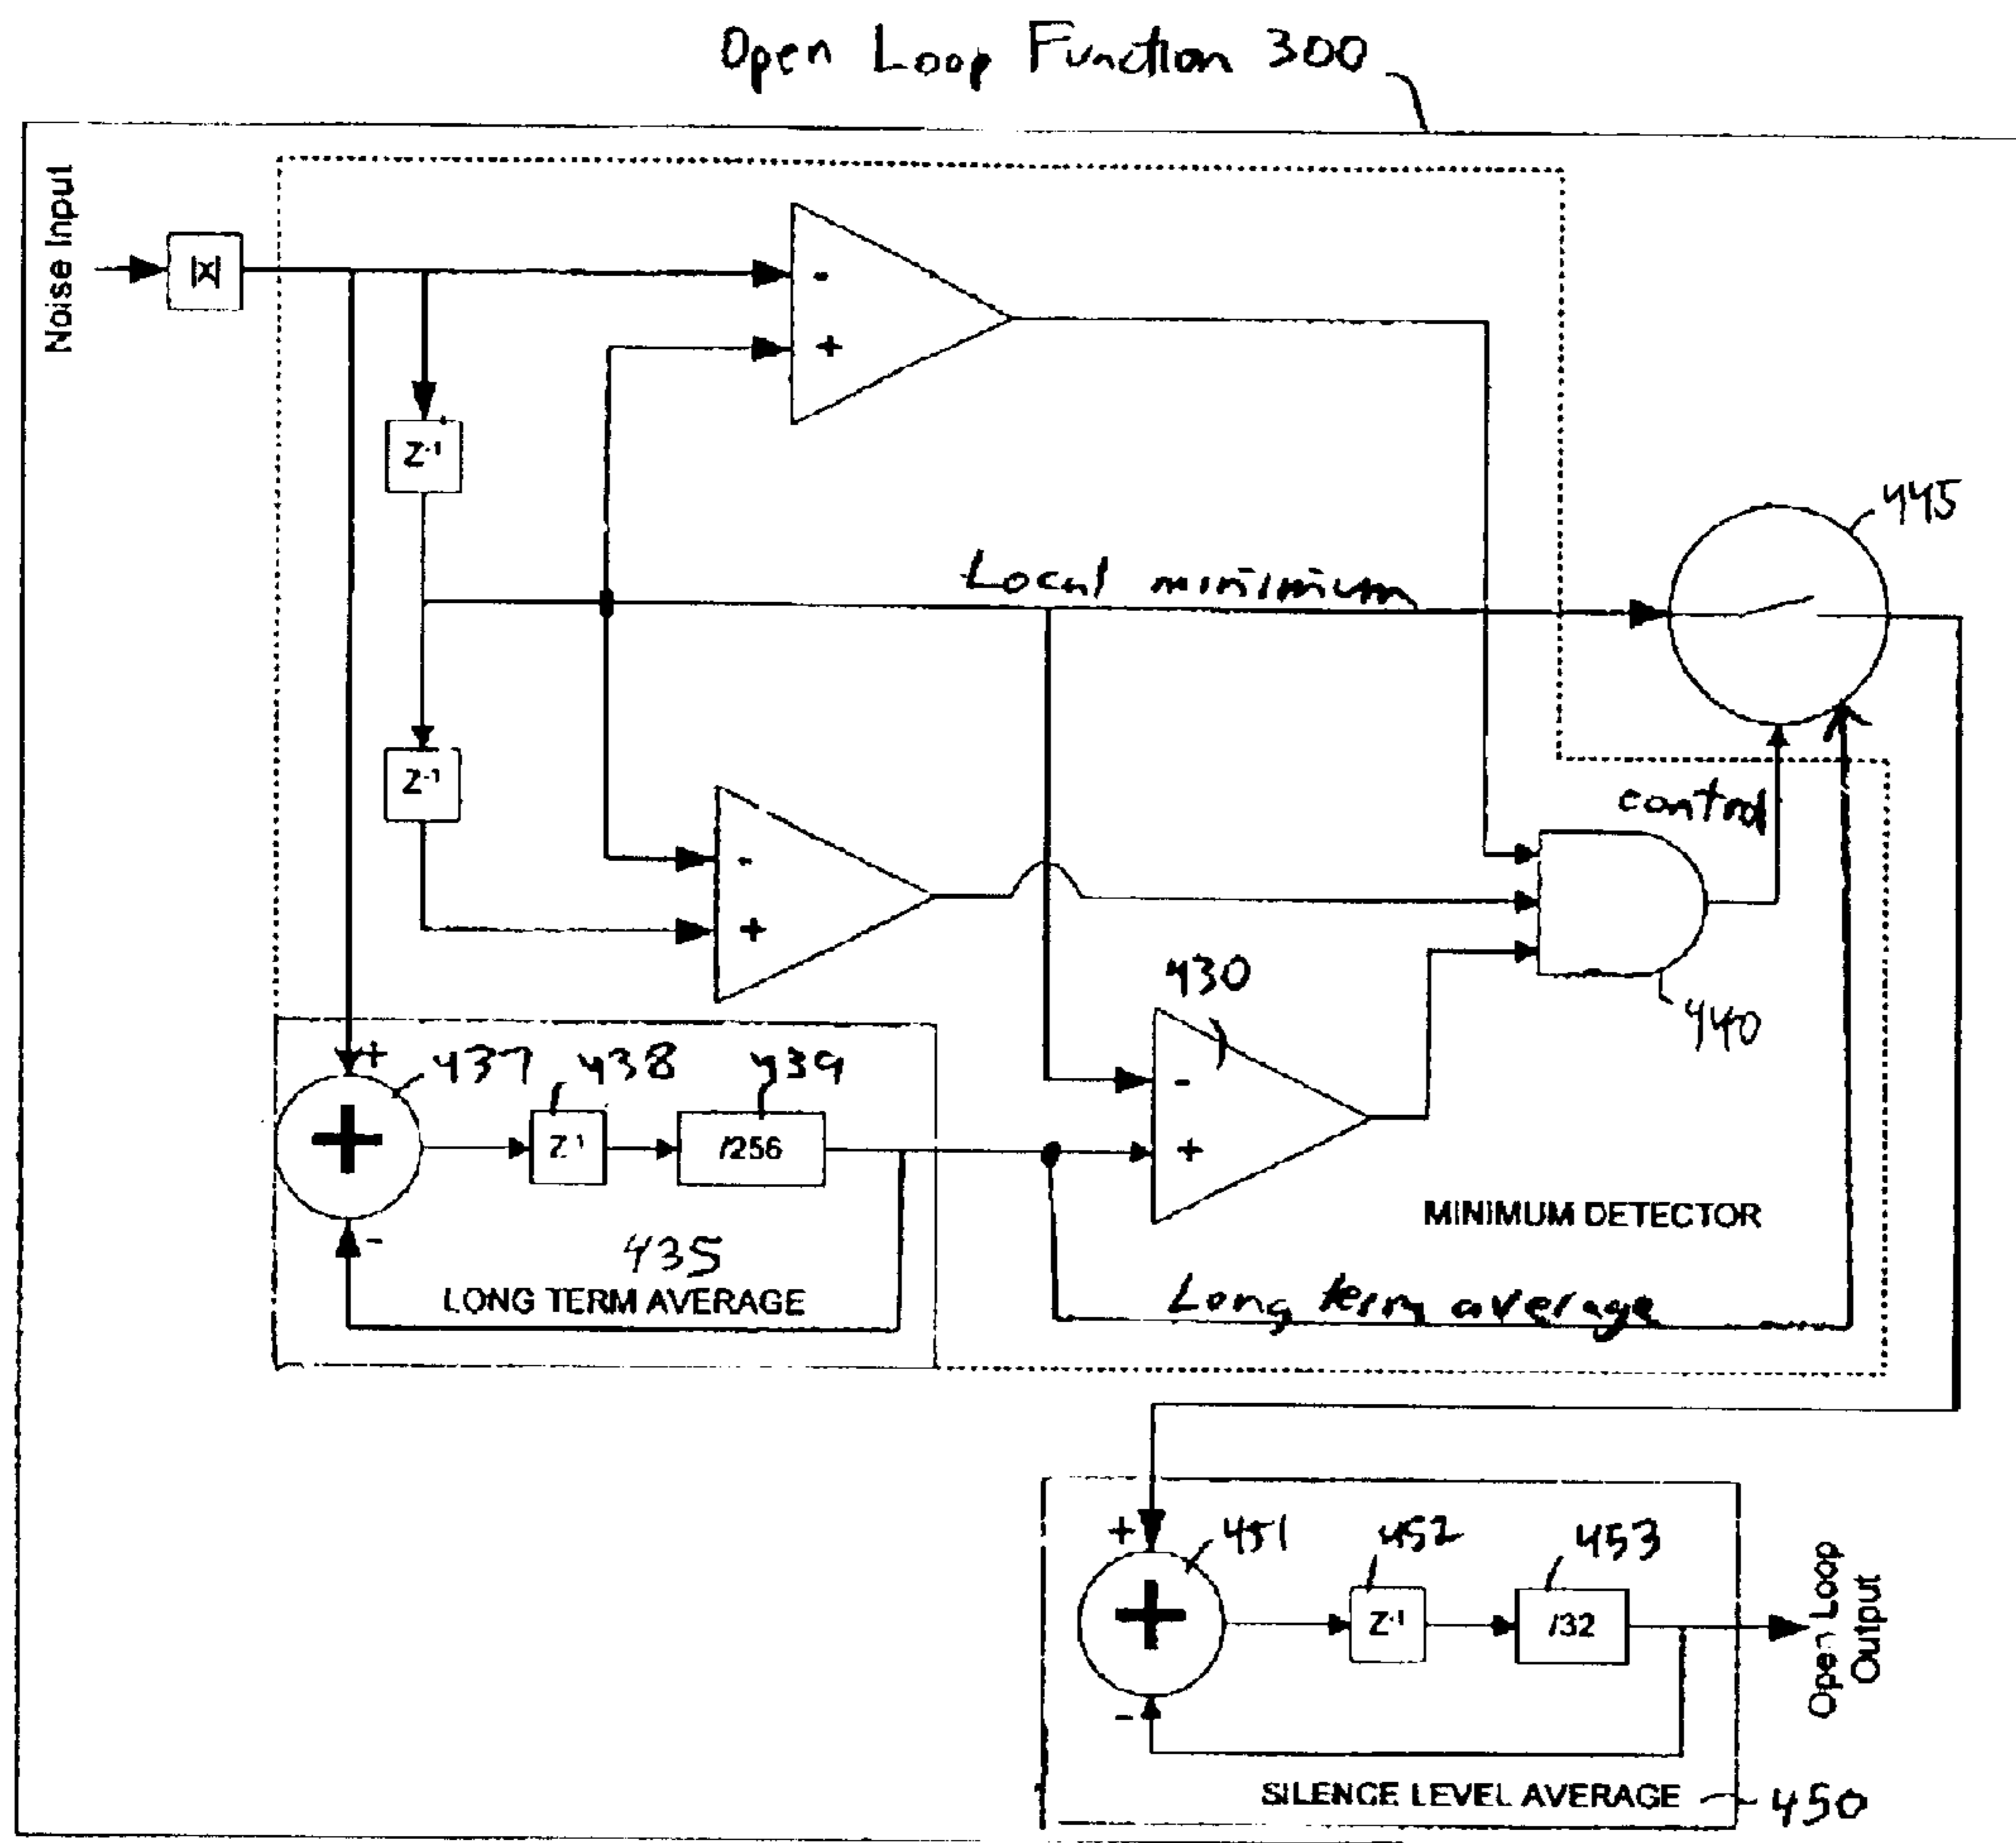 Open Loop Function 300
Noise Input
|X|
-
+
Z-1
445
Local minimum
Z-1
control
-
+
430
440
+
437
438
439
-
+
Z-1
/256
+
MINIMUM DETECTOR
-
435
LONG TERM AVERAGE
Long term average
+
451
452
453
+
Z-1
/32
Open Loop
Output
-
SILENCE LEVEL AVERAGE
450